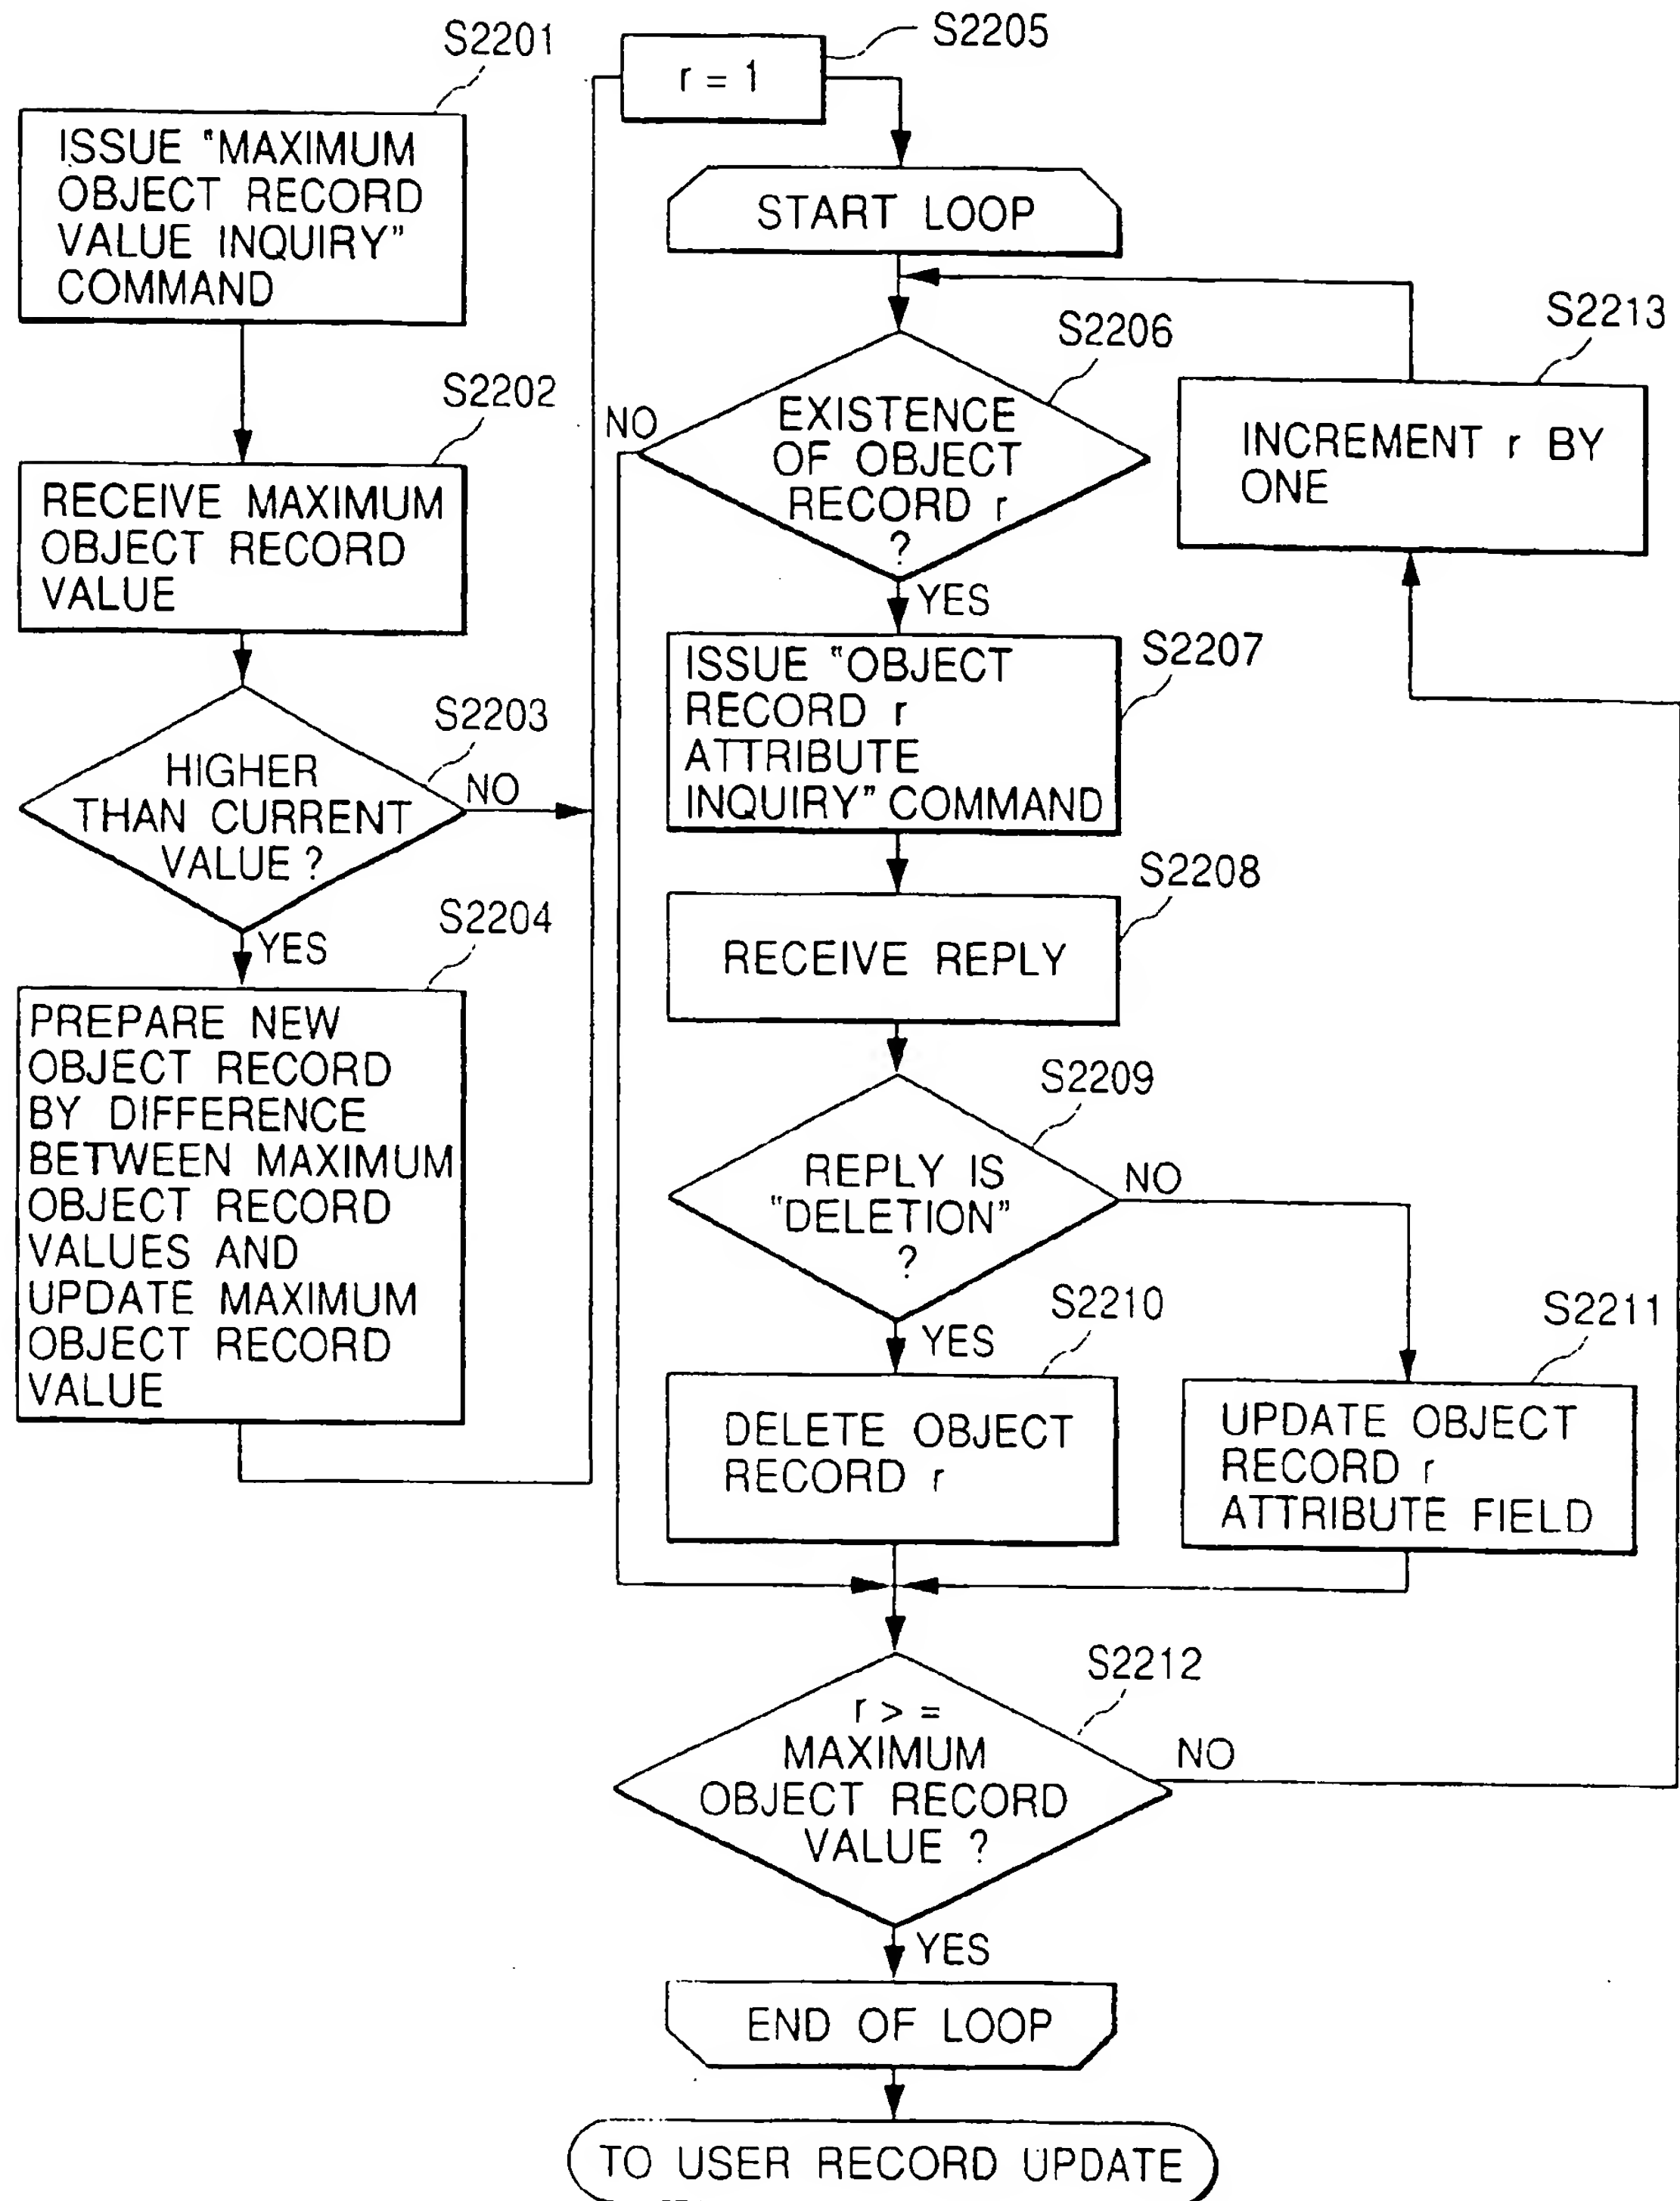 S2201
ISSUE "MAXIMUM
OBJECT RECORD
VALUE INQUIRY"
COMMAND
S2202
RECEIVE MAXIMUM
OBJECT RECORD
VALUE
S2203
HIGHER
THAN CURRENT
VALUE ?
NO
YES
S2204
PREPARE NEW
OBJECT RECORD
BY DIFFERENCE
BETWEEN MAXIMUM
OBJECT RECORD
VALUES AND
UPDATE MAXIMUM
OBJECT RECORD
VALUE
S2205
r = 1
START LOOP
S2206
EXISTENCE
OF OBJECT
RECORD r
?
NO
YES
S2207
ISSUE "OBJECT
RECORD r
ATTRIBUTE
INQUIRY" COMMAND
S2208
RECEIVE REPLY
S2209
REPLY IS
"DELETION"
?
NO
YES
S2210
DELETE OBJECT
RECORD r
S2211
UPDATE OBJECT
RECORD r
ATTRIBUTE FIELD
S2212
r > =
MAXIMUM
OBJECT RECORD
VALUE ?
NO
YES
S2213
INCREMENT r BY
ONE
END OF LOOP
TO USER RECORD UPDATE